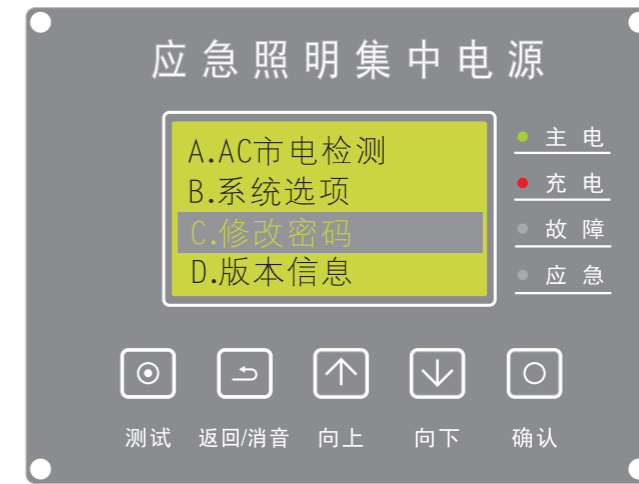 应急照明集中电源
A.AC市电检测
B.系统选项
C.修改密码
D.版本信息
主电
充电
故障
应急
测试 返回/消音 向上 向下 确认